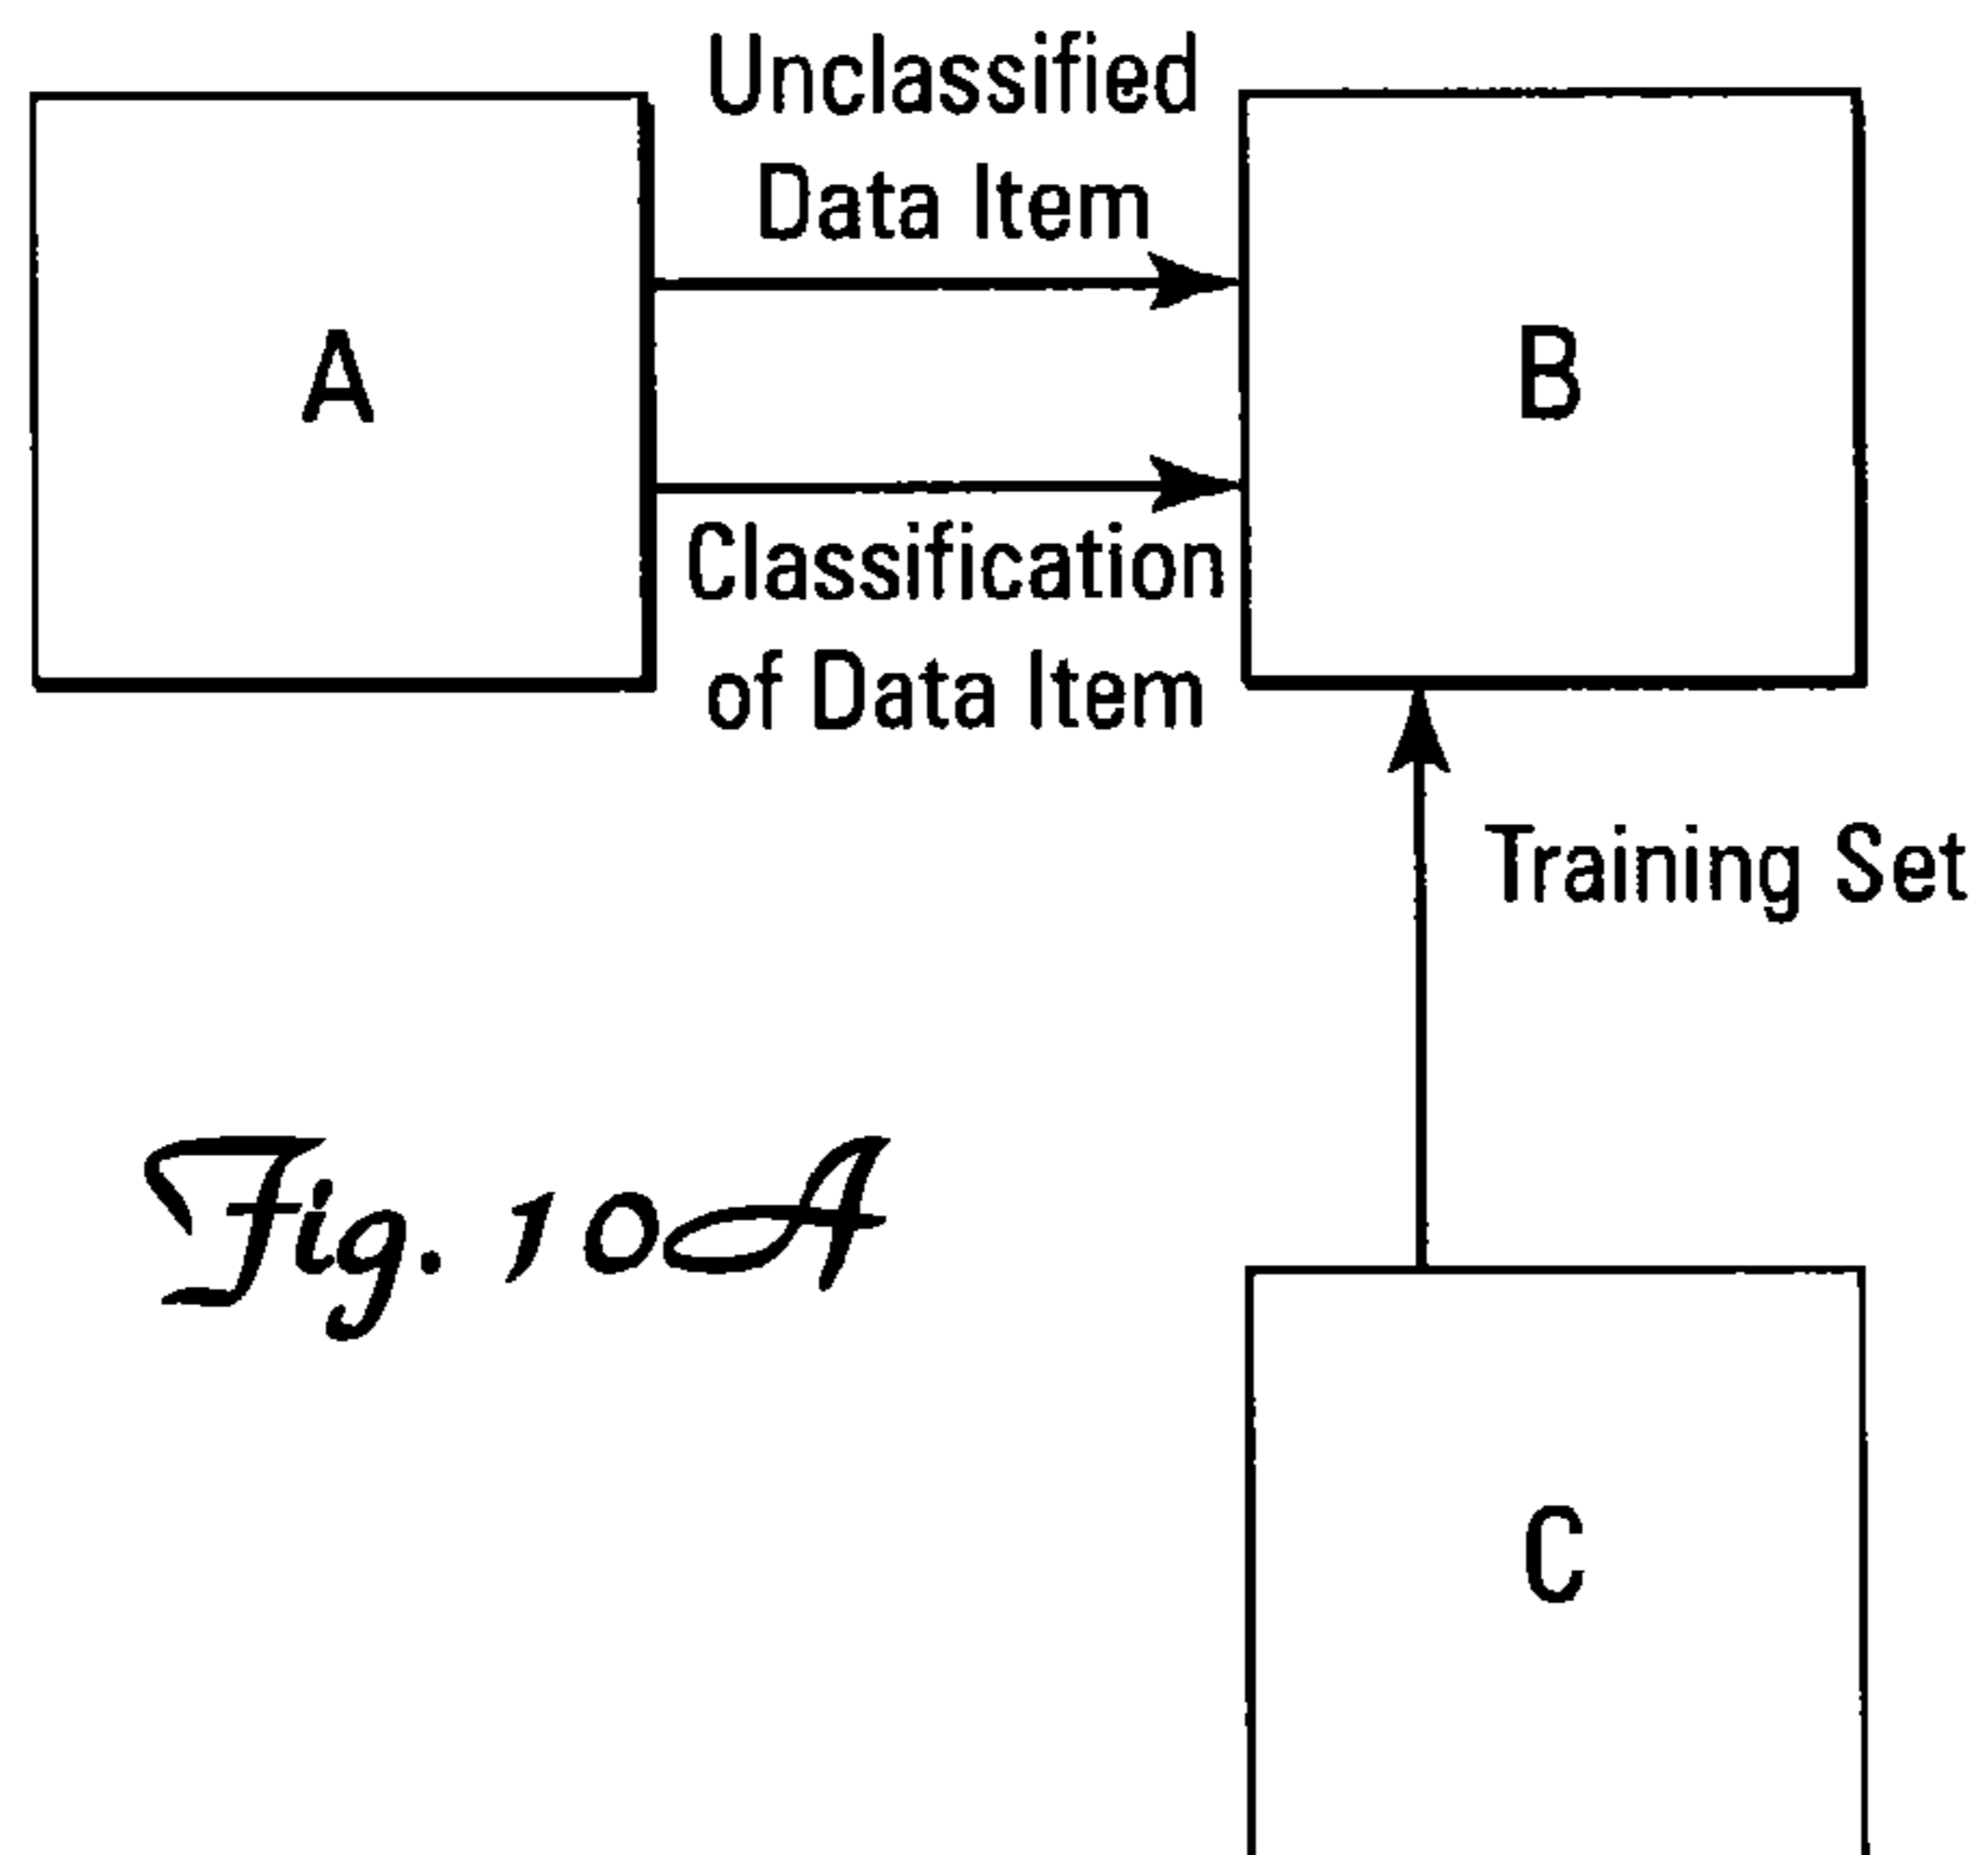 Unclassified
Data Item
A
B
Classification
of Data Item
Training Set
Fig. 10A
C